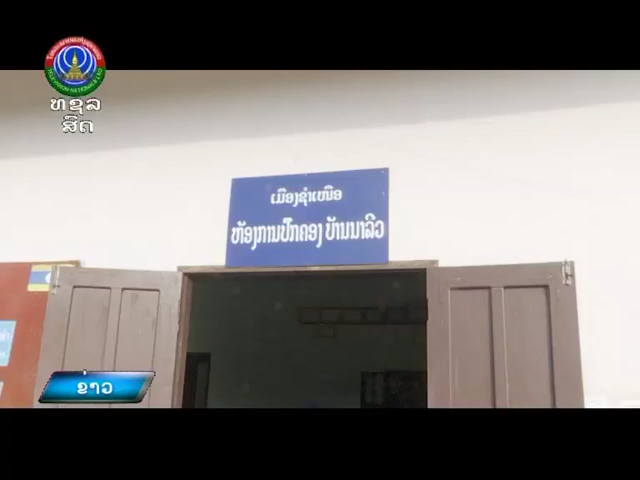 ທຊລ
ສົດ
ເມືອງຊຳເໜືອ
ຫ້ອງການປົກຄອງ ບ້ານນາລີວ
ຂ່າວ